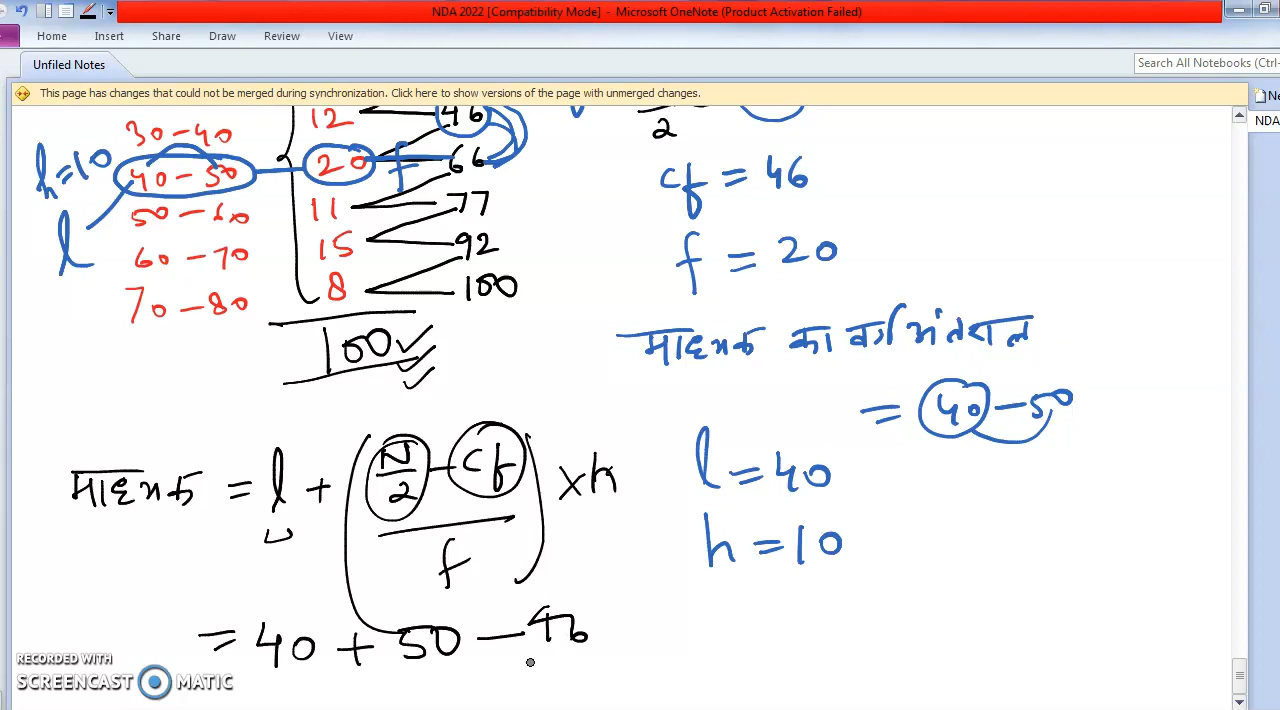 NDA 2022 [Compatibility Mode] - Microsoft OneNote (Product Activation Failed)
Home Insert Share Draw Review View
Unfiled Notes
Search All Notebooks (Ctrl+
This page has changes that could not be merged during synchronization. Click here to show versions of the page with unmerged changes.
Ne
NDA
30-40 12 46
h=10 40-50 20 f 66
l 50-60 11 77
60-70 15 92
70-80 8 100
100
2
cf = 46
f = 20
माध्यक का वर्ग अंतराल
= 40-50
l = 40
h = 10
माध्यक = l + (N/2 - cf / f) × h
= 40 + 50 - 46
RECORDED WITH
SCREENCAST MATIC